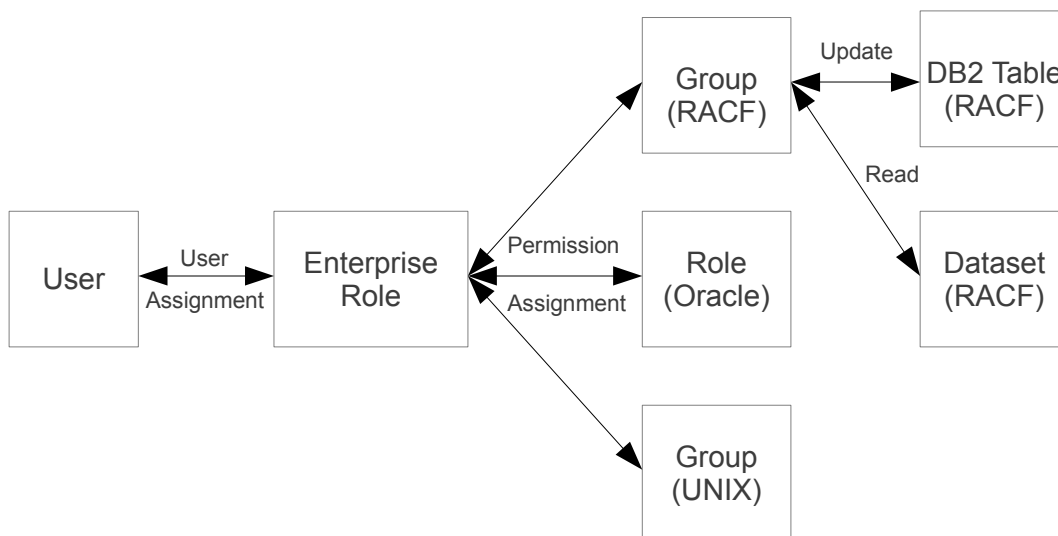 User
User
Assignment
Enterprise
Role
Permission
Assignment
Group
(RACF)
Role
(Oracle)
Group
(UNIX)
Update
Read
DB2 Table
(RACF)
Dataset
(RACF)